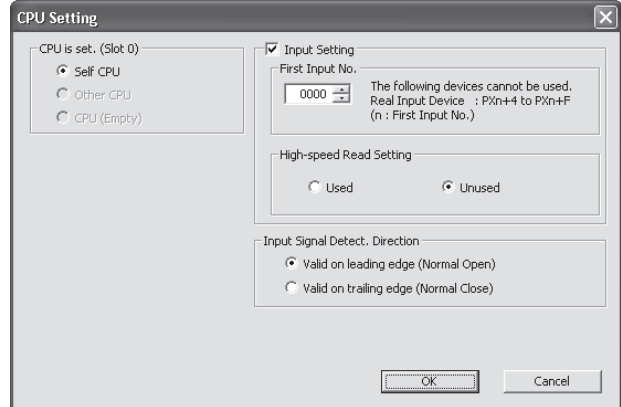 CPU Setting
CPU is set. (Slot 0)
Self CPU
Other CPU
CPU (Empty)
Input Setting
First Input No.
0000
The following devices cannot be used.
Real Input Device : PXn+4 to PXn+F
(n : First Input No.)
High-speed Read Setting
Used
Unused
Input Signal Detect. Direction
Valid on leading edge (Normal Open)
Valid on trailing edge (Normal Close)
OK
Cancel